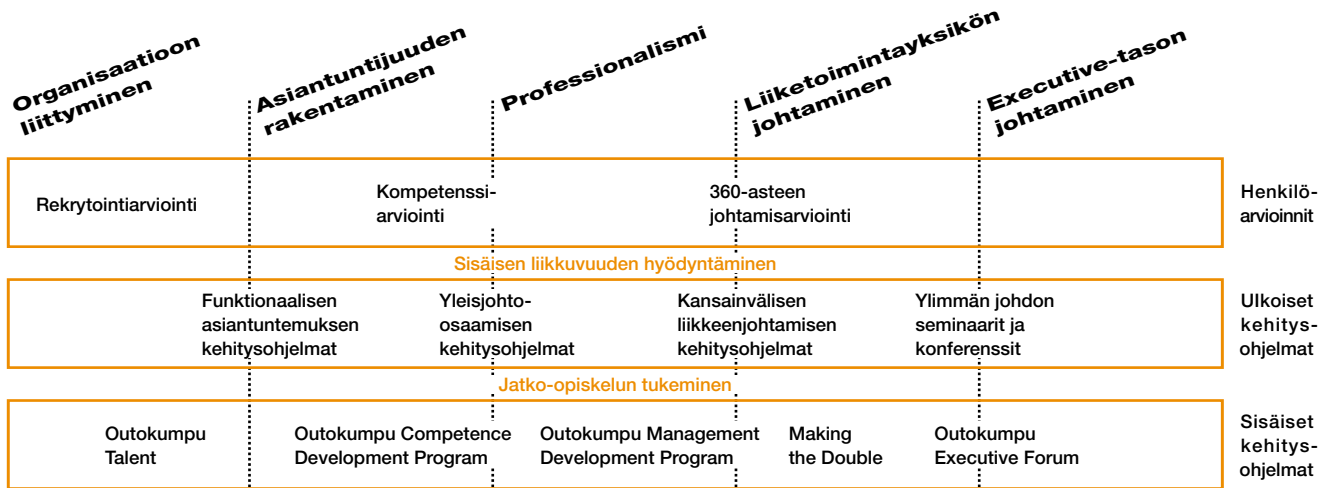 Organisaatioon
liittyminen
Asiantuntijuuden
rakentaminen
Professionalismi
Liiketoimintayksikön
johtaminen
Executive-tason
johtaminen
Rekrytointiarviointi
Kompetenssi-
arviointi
360-asteen
johtamisarviointi
Henkilö-
arvioinnit
Sisäisen liikkuvuuden hyödyntäminen
Funktionaalisen
asiantuntemuksen
kehitysohjelmat
Yleisjohto-
osaamisen
kehitysohjelmat
Kansainvälisen
liikkeenjohtamisen
kehitysohjelmat
Ylimmän johdon
seminaarit ja
konferenssit
Ulkoiset
kehitys-
ohjelmat
Jatko-opiskelun tukeminen
Outokumpu
Talent
Outokumpu Competence
Development Program
Outokumpu Management
Development Program
Making
the Double
Outokumpu
Executive Forum
Sisäiset
kehitys-
ohjelmat